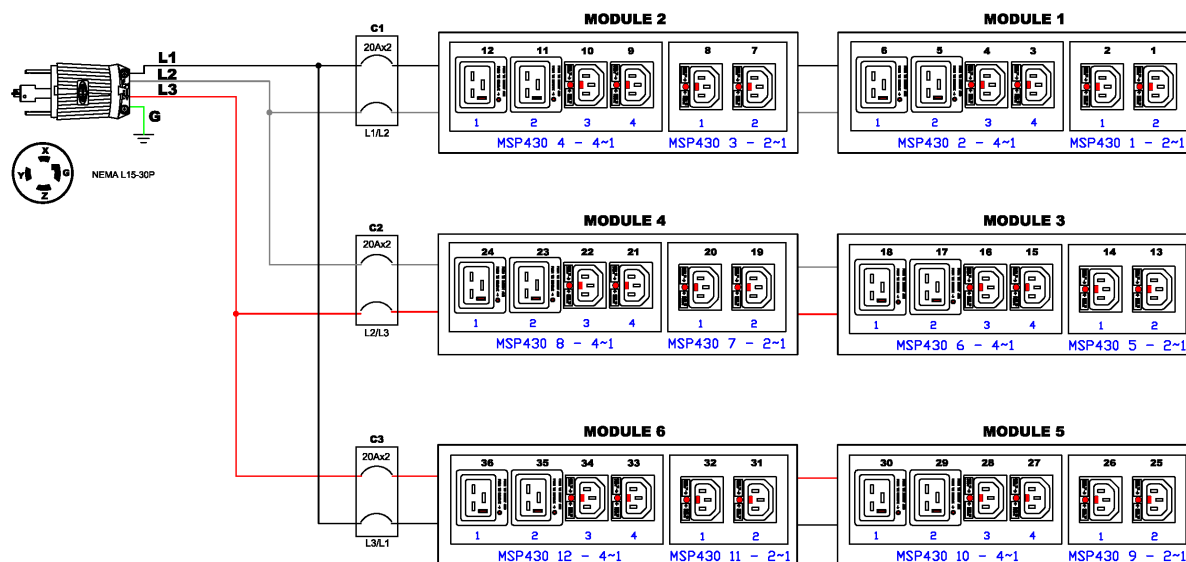 MODULE 2
MODULE 1
C1
20Ax2
L1/L2
L1
L2
L3
G
X
Y
G
Z
NEMA L15-30P
12 11 10 9 8 7
1 2 3 4 1 2
MSP430 4 - 4~1 MSP430 3 - 2~1
6 5 4 3 2 1
1 2 3 4 1 2
MSP430 2 - 4~1 MSP430 1 - 2~1
MODULE 4
MODULE 3
C2
20Ax2
L2/L3
24 23 22 21 20 19
1 2 3 4 1 2
MSP430 8 - 4~1 MSP430 7 - 2~1
18 17 16 15 14 13
1 2 3 4 1 2
MSP430 6 - 4~1 MSP430 5 - 2~1
MODULE 6
MODULE 5
C3
20Ax2
L3/L1
36 35 34 33 32 31
1 2 3 4 1 2
MSP430 12 - 4~1 MSP430 11 - 2~1
30 29 28 27 26 25
1 2 3 4 1 2
MSP430 10 - 4~1 MSP430 9 - 2~1